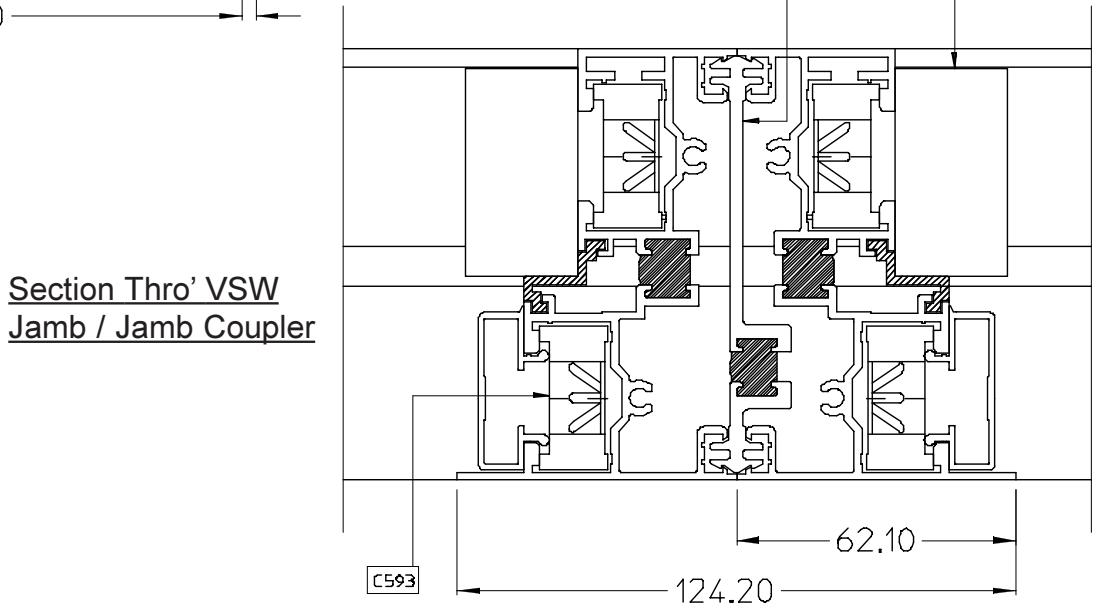 Section Thro' VSW
Jamb / Jamb Coupler
62.10
C593
124.20